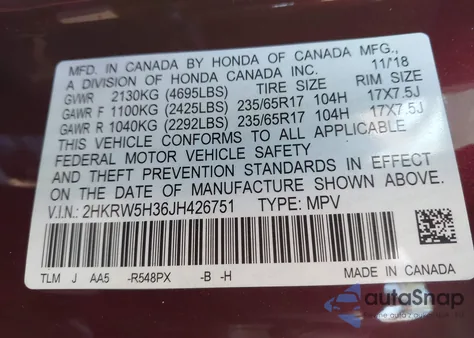 MFD. IN CANADA BY HONDA OF CANADA MFG.,
A DIVISION OF HONDA CANADA INC. 11/18
GVWR 2130KG (4695LBS) TIRE SIZE RIM SIZE
GAWR F 1100KG (2425LBS) 235/65R17 104H 17X7.5J
GAWR R 1040KG (2292LBS) 235/65R17 104H 17X7.5J
THIS VEHICLE CONFORMS TO ALL APPLICABLE
FEDERAL MOTOR VEHICLE SAFETY
AND THEFT PREVENTION STANDARDS IN EFFECT
ON THE DATE OF MANUFACTURE SHOWN ABOVE.
V.I.N.: 2HKRW5H36JH426751 TYPE: MPV
TLM J AA5 -R548PX -B -H MADE IN CANADA
autoSnap